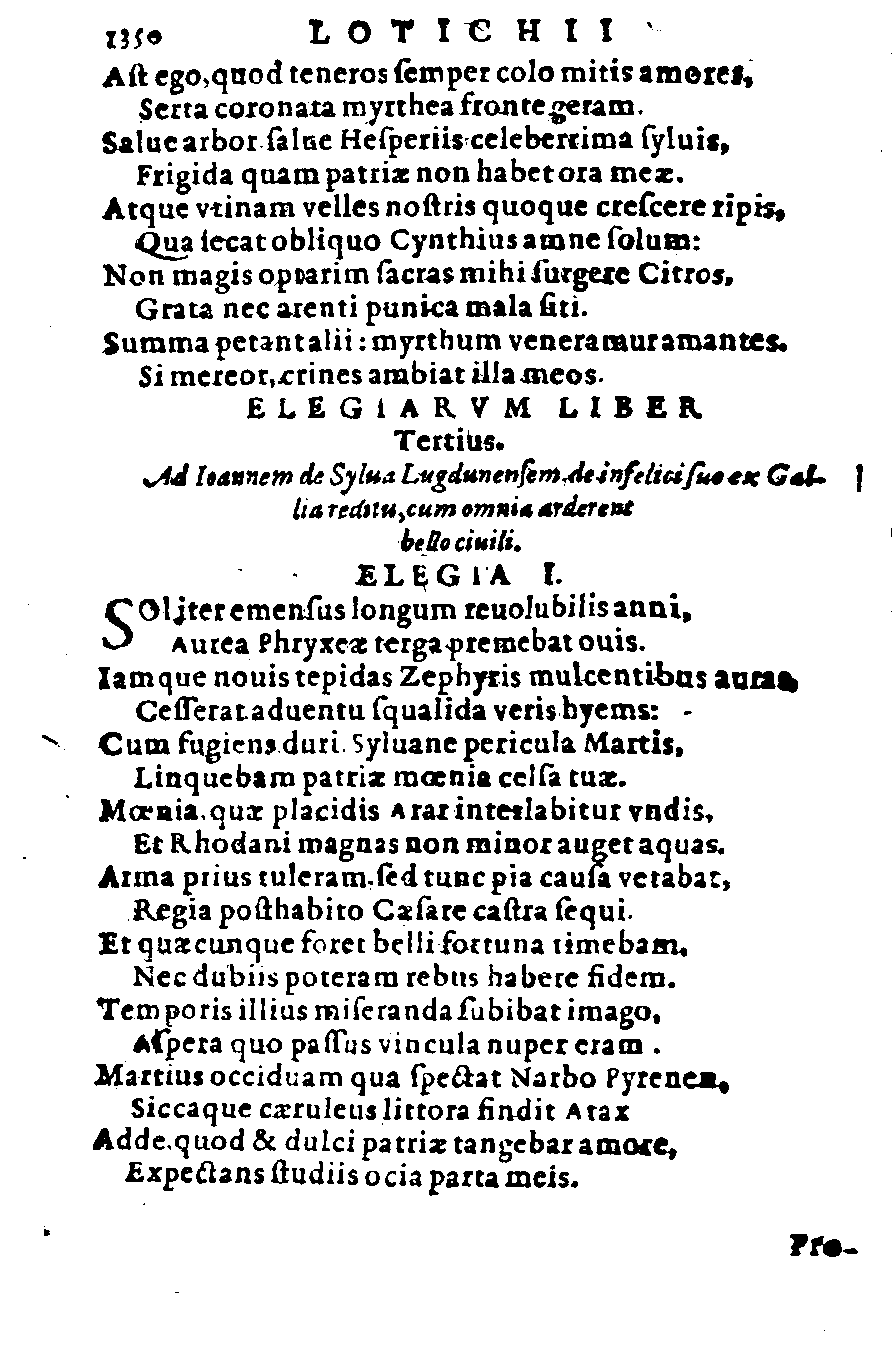 1350 LOTICHII
Aſt ego, quod teneros ſemper colo mitis amores,
Serta coronata myrthea fronte geram.
Salue arbor ſalue Heſperiis celeberrima ſyluis,
Frigida quam patriæ non habet ora meæ.
Atque vtinam velles noſtris quoque creſcere ripis,
Qua ſecat obliquo Cynthius amne ſolum:
Non magis optarim ſacras mihi ſurgere Citros,
Grata nec arenti punica mala ſiti.
Summa petant alii: myrthum veneramur amantes.
Si mereor, crines ambiat illa meos.
ELEGIARVM LIBER
Tertius.
Ad Ioannem de Sylua Lugdunenſem, de infelici ſuo ex Gal-
lia reditu, cum omnia arderent
bello ciuili.
ELEGIA I.
SOl iter emenſus longum reuolubilis anni,
Aurea Phryxeæ terga premebat ouis.
Iamque nouis tepidas Zephyris mulcentibus auras,
Ceſſerat aduentu ſqualida veris hyems:
Cum fugiens duri, Syluane pericula Martis,
Linquebam patriæ mœnia celſa tuæ.
Mœnia, quæ placidis Arar interlabitur vndis,
Et Rhodani magnas non minor auget aquas.
Arma prius tuleram, ſed tunc pia cauſa vetabat,
Regia poſthabito Cæſare caſtra ſequi.
Et quæcunque foret belli fortuna timebam,
Nec dubiis poteram rebus habere fidem.
Temporis illius miſeranda ſubibat imago,
Aſpera quo paſſus vincula nuper eram.
Martius occiduam qua ſpectat Narbo Pyrenen,
Siccaque cæruleus littora findit Atax
Adde, quod & dulci patriæ tangebar amore,
Expectans ſtudiis ocia parta meis.
Pro-